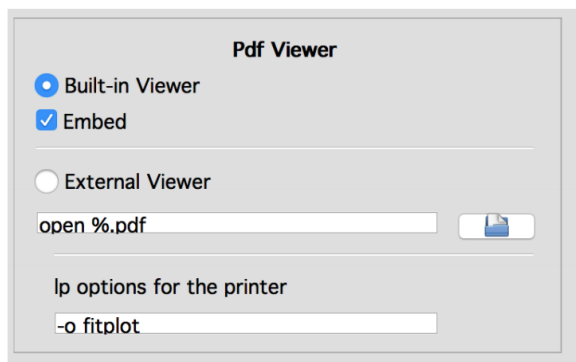 Pdf Viewer
Built-in Viewer
Embed
External Viewer
open %.pdf
lp options for the printer
-o fitplot